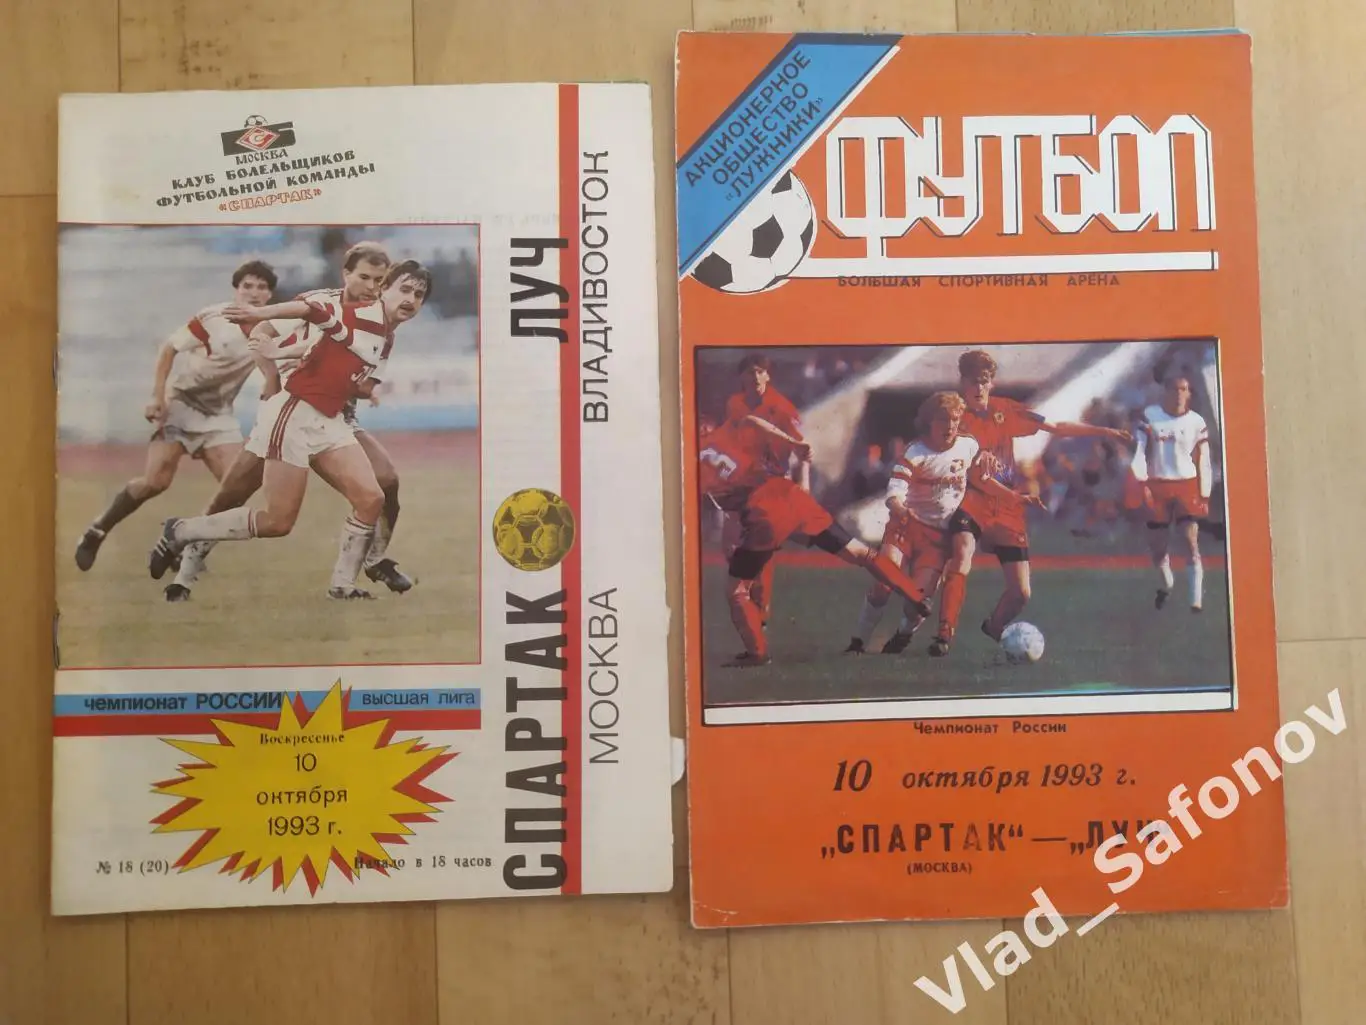 МОСКВА
КЛУБ БОЛЕЛЬЩИКОВ
ФУТБОЛЬНОЙ КОМАНДЫ
«СПАРТАК»
СПАРТАК ЛУЧ
МОСКВА ВЛАДИВОСТОК
чемпионат РОССИИ высшая лига
Воскресенье
10
октября
1993 г.
№ 18 (20)
Начало в 18 часов
АКЦИОНЕРНОЕ
ОБЩЕСТВО
„ЛУЖНИКИ“
ФУТБОЛ
БОЛЬШАЯ СПОРТИВНАЯ АРЕНА
Чемпионат России
10 октября 1993 г.
„СПАРТАК“ — „ЛУЧ“
(МОСКВА)
Vlad_Safonov